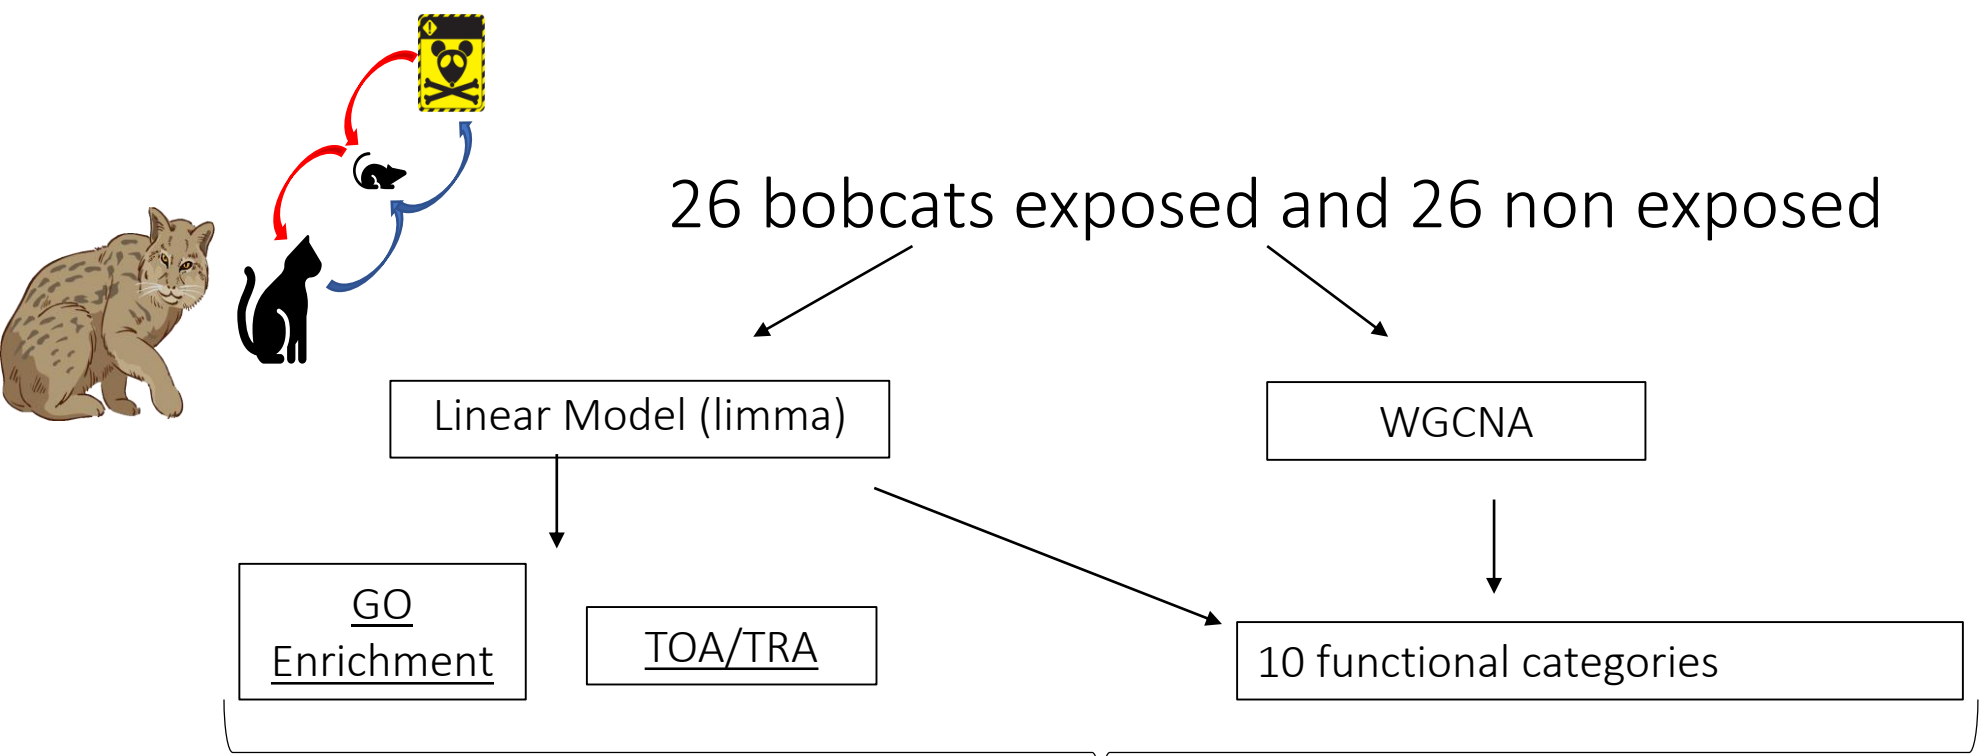 26 bobcats exposed and 26 non exposed
Linear Model (limma)
WGCNA
GO
Enrichment
TOA/TRA
10 functional categories